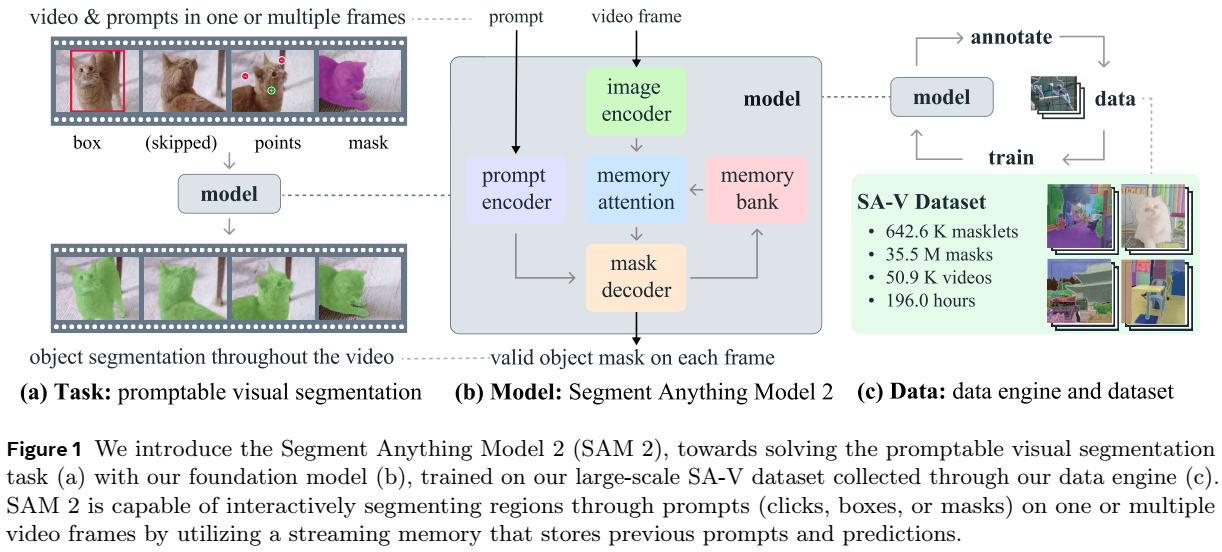 video & prompts in one or multiple frames
box
(skipped)
points
mask
model
object segmentation throughout the video
(a) Task: promptable visual segmentation
prompt
video frame
image
encoder
model
prompt
encoder
memory
attention
memory
bank
mask
decoder
valid object mask on each frame
(b) Model: Segment Anything Model 2
annotate
model
data
train
SA-V Dataset
• 642.6 K masklets
• 35.5 M masks
• 50.9 K videos
• 196.0 hours
VOGUE
(c) Data: data engine and dataset
Figure 1 We introduce the Segment Anything Model 2 (SAM 2), towards solving the promptable visual segmentation
task (a) with our foundation model (b), trained on our large-scale SA-V dataset collected through our data engine (c).
SAM 2 is capable of interactively segmenting regions through prompts (clicks, boxes, or masks) on one or multiple
video frames by utilizing a streaming memory that stores previous prompts and predictions.